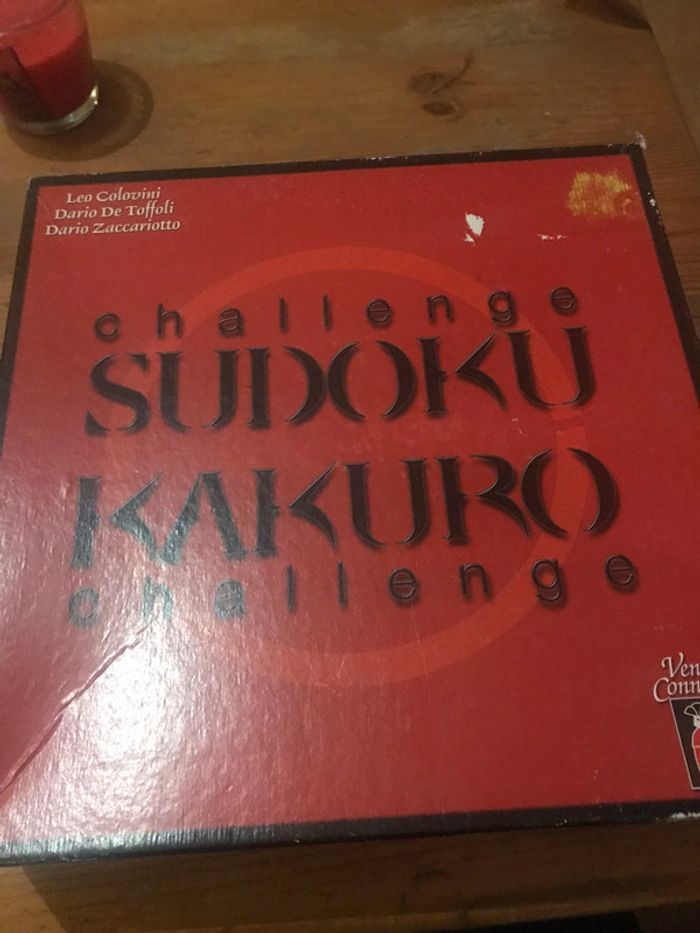 Leo Colovini
Dario De Toffoli
Dario Zaccariotto
challenge
SUDOKU
KAKURO
challenge